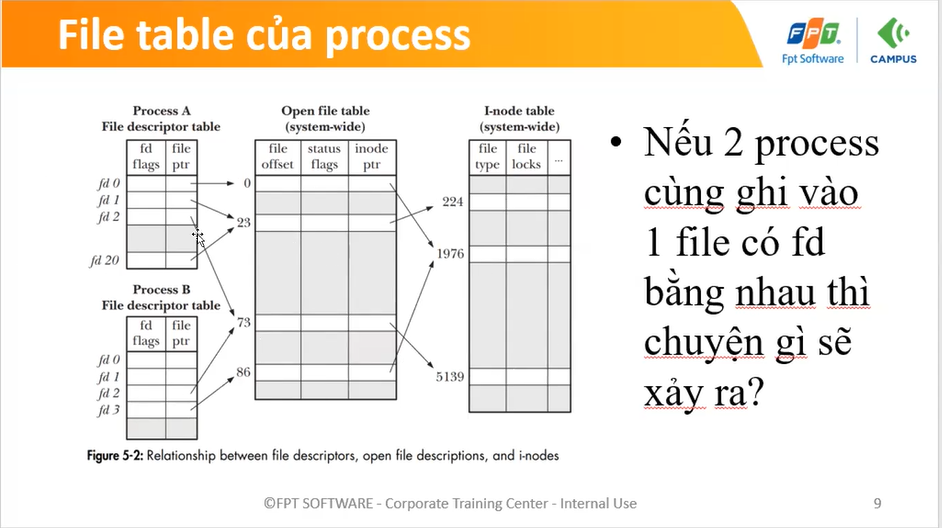 File table của process
FPT
Fpt Software
CAMPUS
Process A
File descriptor table
fd
flags
file
ptr
fd 0
fd 1
fd 2
fd 20
Process B
File descriptor table
fd
flags
file
ptr
fd 0
fd 1
fd 2
fd 3
Open file table
(system-wide)
file
offset
status
flags
inode
ptr
0
23
73
86
I-node table
(system-wide)
file
type
file
locks
...
224
1976
5139
Figure 5-2: Relationship between file descriptors, open file descriptions, and i-nodes
• Nếu 2 process
cùng ghi vào
1 file có fd
bằng nhau thì
chuyện gì sẽ
xảy ra?
©FPT SOFTWARE - Corporate Training Center - Internal Use
9